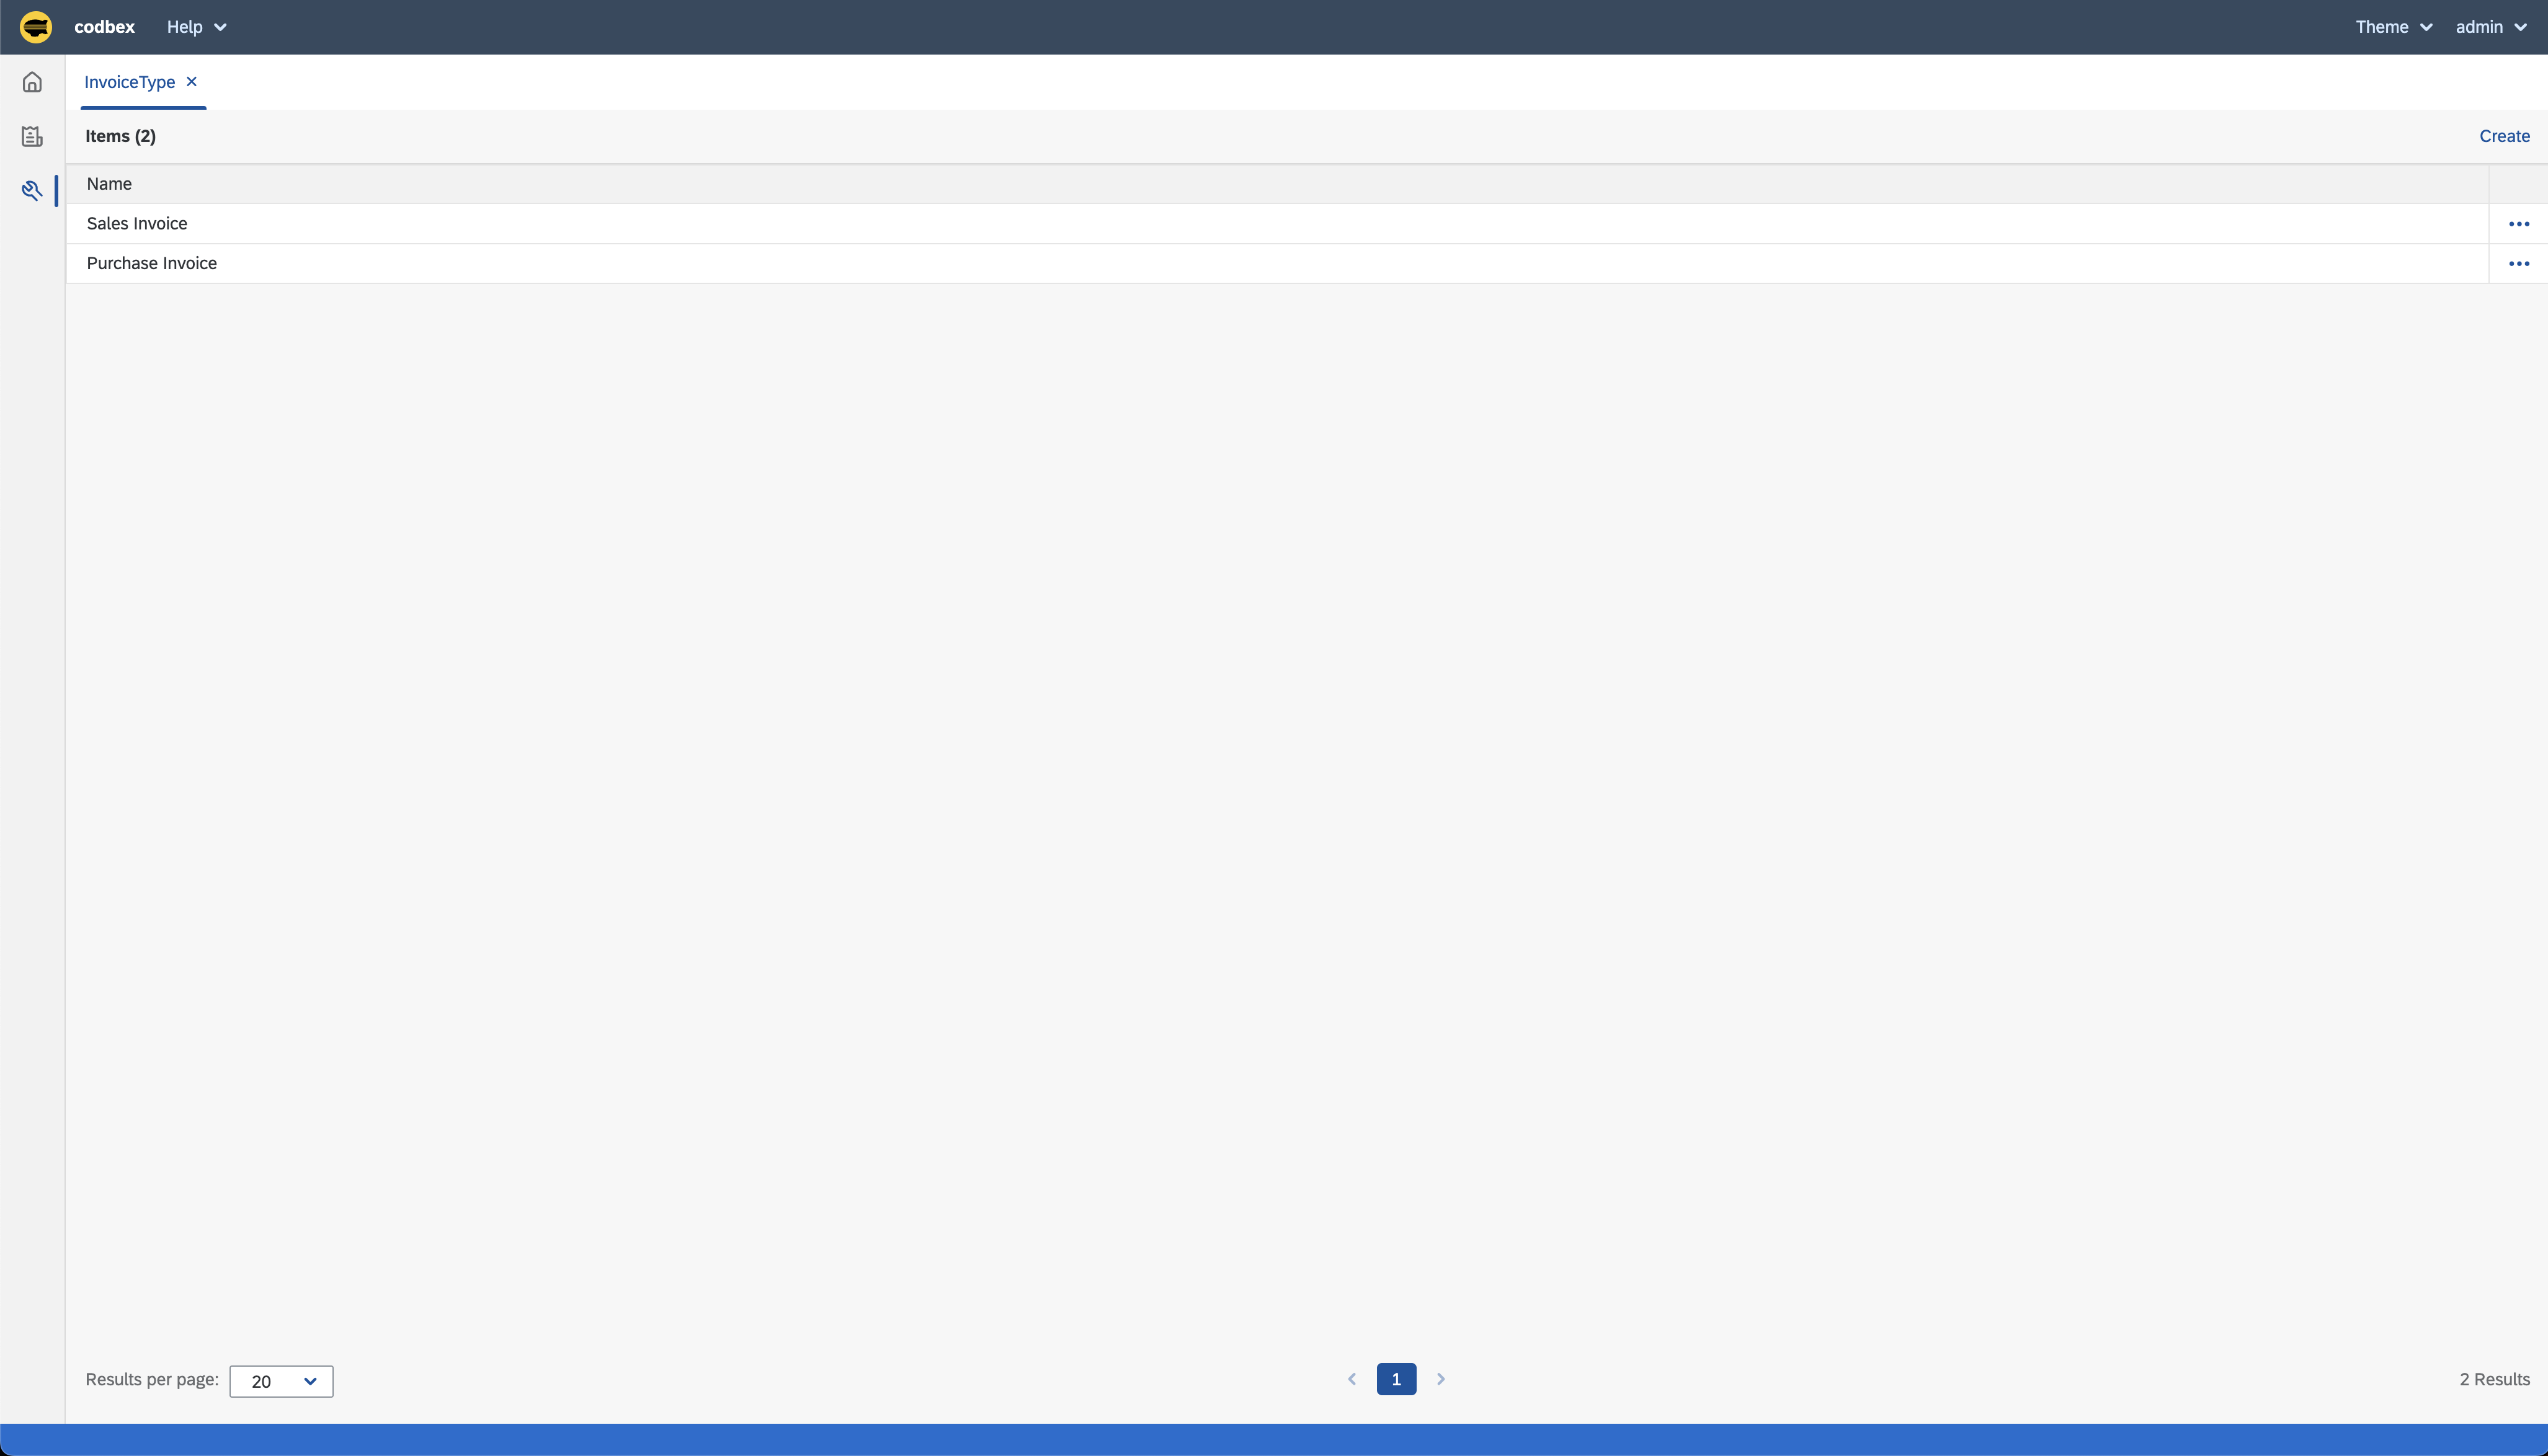 codbex Help Theme admin
InvoiceType
Items (2) Create
Name
Sales Invoice
Purchase Invoice
Results per page: 20 1 2 Results